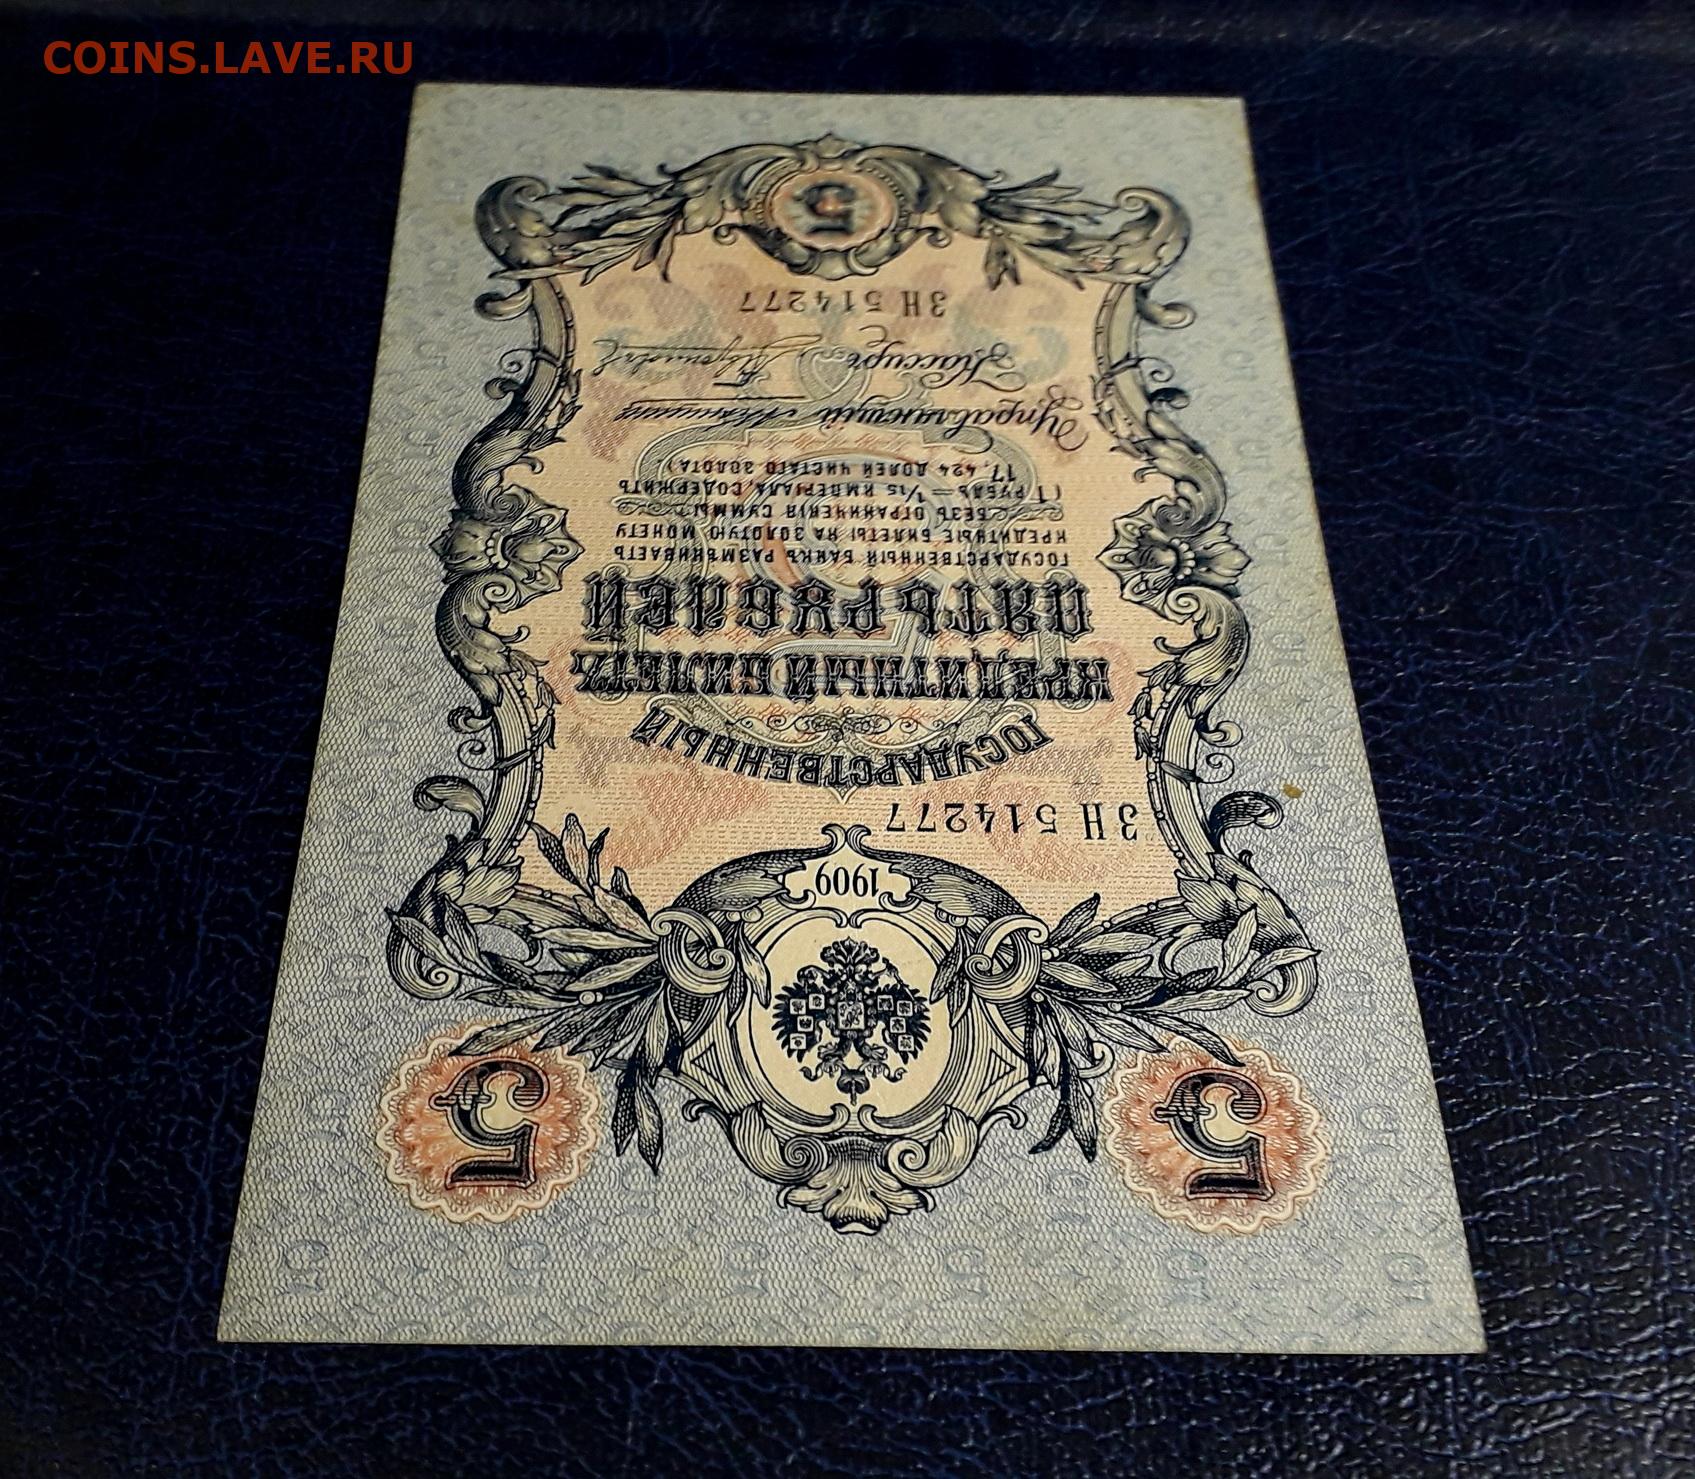 COINS.LAVE.RU
5
5
1909
ЗН 514277
ГОСУДАРСТВЕННЫЙ
КРЕДИТНЫЙ БИЛЕТЪ
ПЯТЬ РУБЛЕЙ
ГОСУДАРСТВЕННЫЙ БАНКЪ РАЗМѢНИВАЕТЪ
КРЕДИТНЫЕ БИЛЕТЫ НА ЗОЛОТУЮ МОНЕТУ
БЕЗЪ ОГРАНИЧЕНІЯ СУММЫ
(1 РУБЛЬ = 1/15 ИМПЕРІАЛА, СОДЕРЖИТЪ
17,424 ДОЛЕЙ ЧИСТАГО ЗОЛОТА).
Управляющій
Кассиръ
ЗН 514277
5